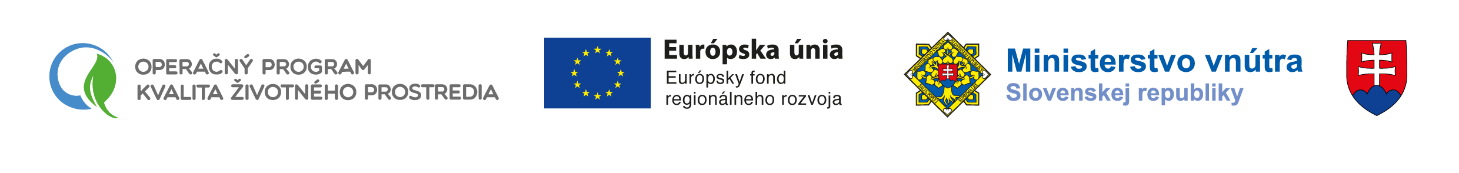 OPERAČNÝ PROGRAM
KVALITA ŽIVOTNÉHO PROSTREDIA
Európska únia
Európsky fond
regionálneho rozvoja
Ministerstvo vnútra
Slovenskej republiky